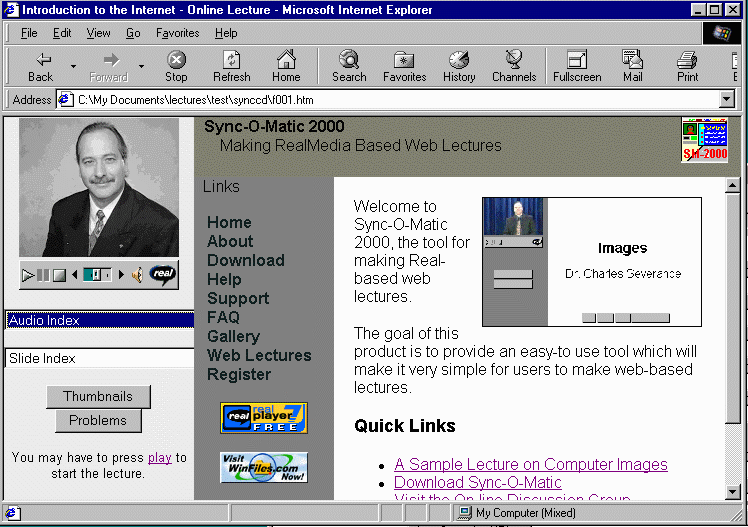 Introduction to the Internet - Online Lecture - Microsoft Internet Explorer
File Edit View Go Favorites Help
Back Forward Stop Refresh Home Search Favorites History Channels Fullscreen Mail Print E
Address C:\My Documents\lectures\test\synccd\f001.htm
real
Audio Index
Slide Index
Thumbnails
Problems
You may have to press play to
start the lecture.
Sync-O-Matic 2000
Making RealMedia Based Web Lectures
SM-2000
Links
Home
About
Download
Help
Support
FAQ
Gallery
Web Lectures
Register
real
real
player 7
FREE
Visit
WinFiles.com
Now!
Welcome to
Sync-O-Matic
2000, the tool for
making Real-
based web
lectures.
Images
Dr. Charles Severance
The goal of this
product is to provide an easy-to use tool which will
make it very simple for users to make web-based
lectures.
Quick Links
A Sample Lecture on Computer Images
Download Sync-O-Matic
Visit the On-line Discussion Group
My Computer (Mixed)